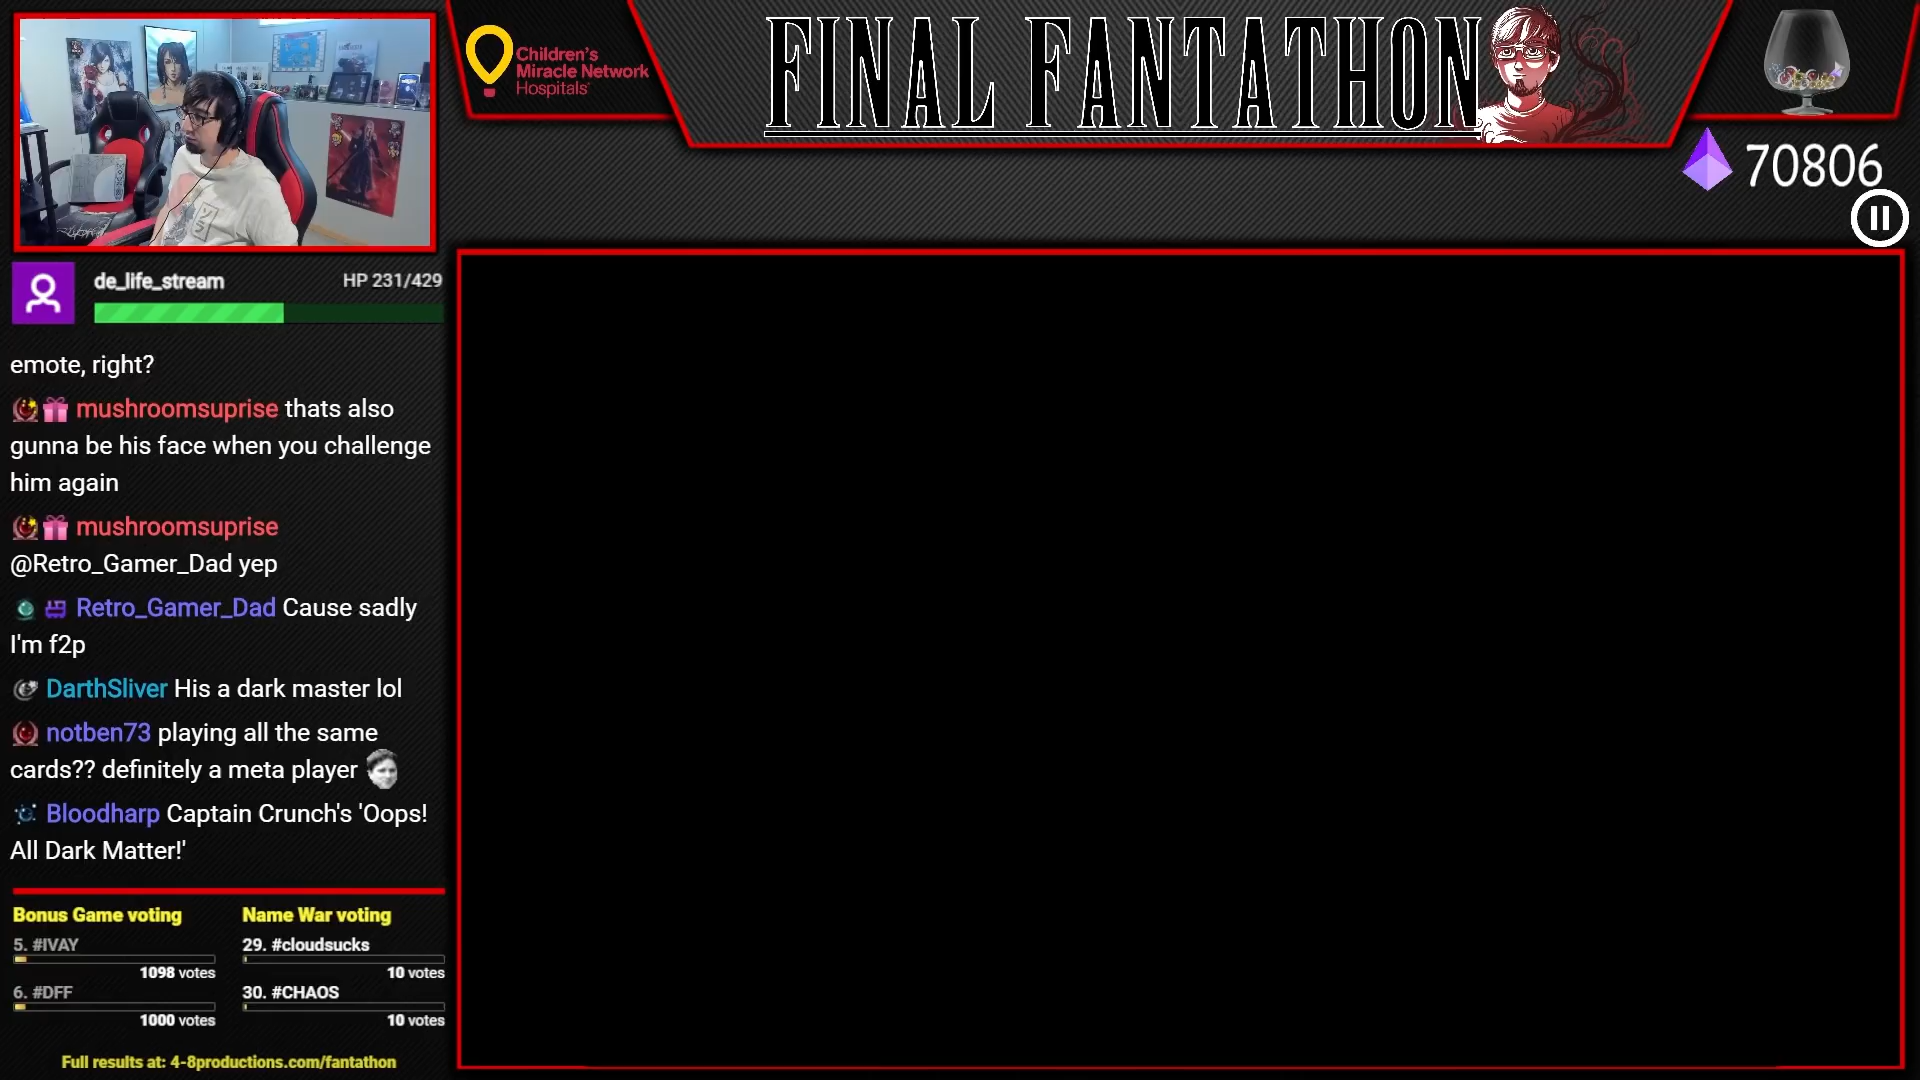 Children's
Miracle Network
Hospitals
FINAL FANTATHON
70806
de_life_stream
HP 231/429
emote, right?
mushroomsuprise thats also
gunna be his face when you challenge
him again
mushroomsuprise
@Retro_Gamer_Dad yep
Retro_Gamer_Dad Cause sadly
I'm f2p
DarthSliver His a dark master lol
notben73 playing all the same
cards?? definitely a meta player
Bloodharp Captain Crunch's 'Oops!
All Dark Matter!'
Bonus Game voting
5. #IVAY
1098 votes
6. #DFF
1000 votes
Name War voting
29. #cloudsucks
10 votes
30. #CHAOS
10 votes
Full results at: 4-8productions.com/fantathon